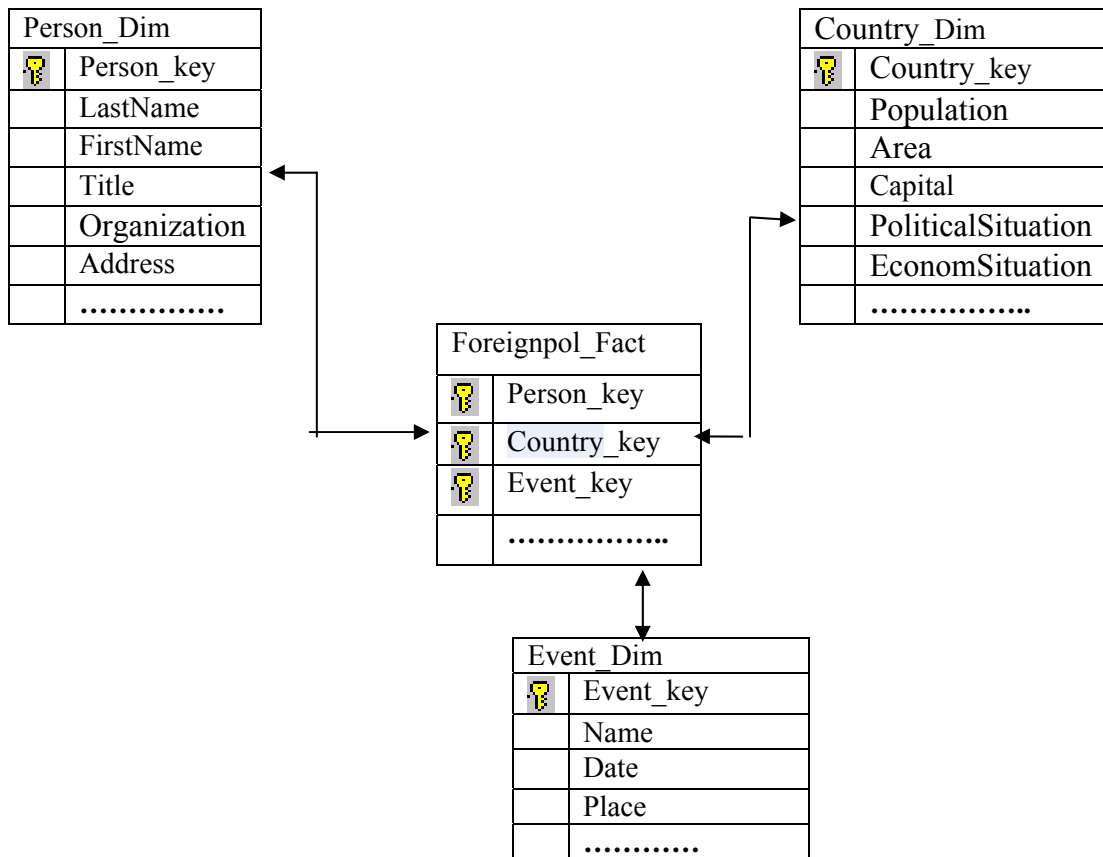 Person_Dim
Person_key
LastName
FirstName
Title
Organization
Address
……………
Country_Dim
Country_key
Population
Area
Capital
PoliticalSituation
EconomSituation
……………..
Foreignpol_Fact
Person_key
Country_key
Event_key
……………..
Event_Dim
Event_key
Name
Date
Place
…………